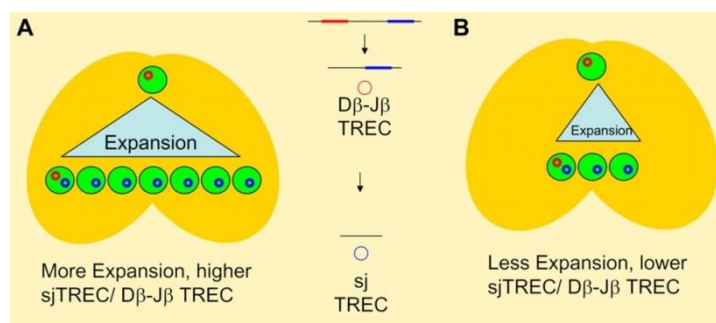 A
Expansion
More Expansion, higher
sjTREC/ Dβ-Jβ TREC
Dβ-Jβ
TREC
sj
TREC
B
Expansion
Less Expansion, lower
sjTREC/ Dβ-Jβ TREC